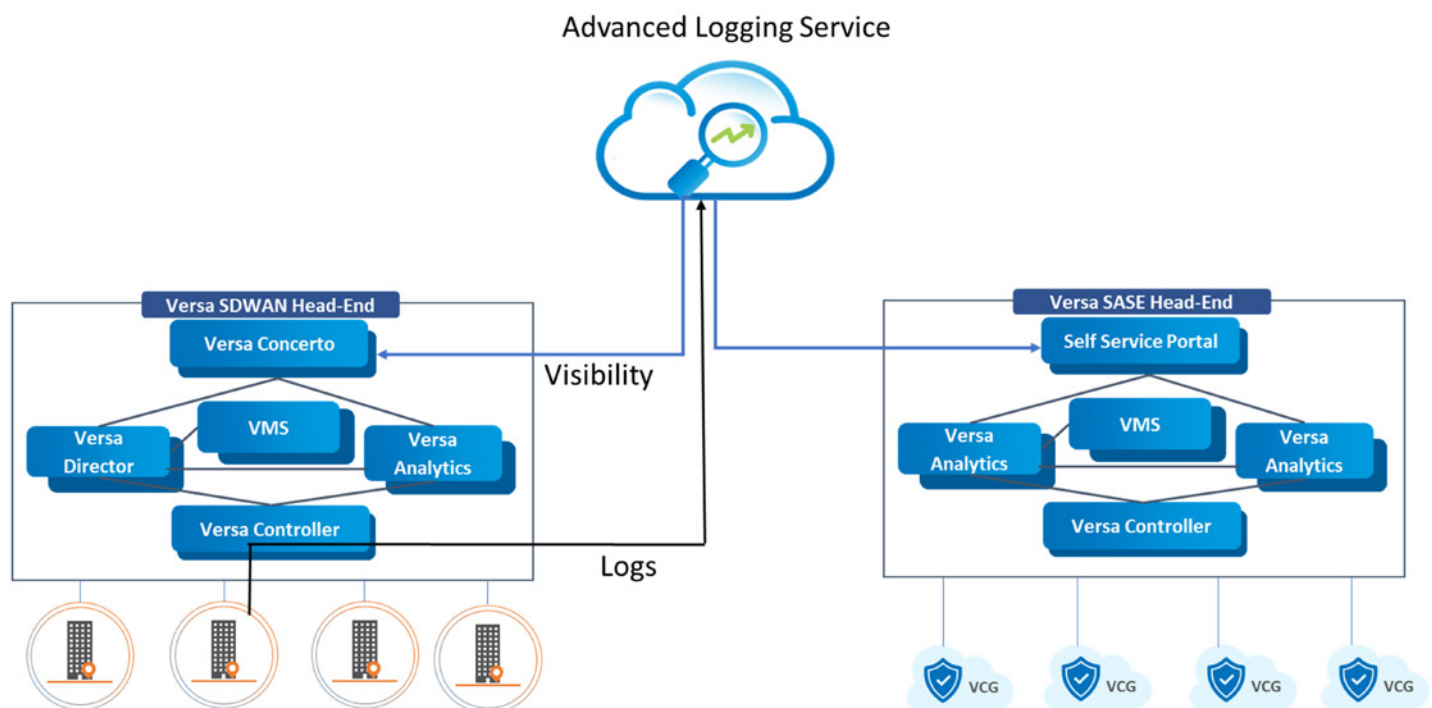 Advanced Logging Service
Versa SDWAN Head-End
Versa Concerto
Visibility
Versa
Director
VMS
Versa
Analytics
Versa Controller
Logs
Versa SASE Head-End
Self Service Portal
Versa
Analytics
VMS
Versa
Analytics
Versa Controller
VCG
VCG
VCG
VCG